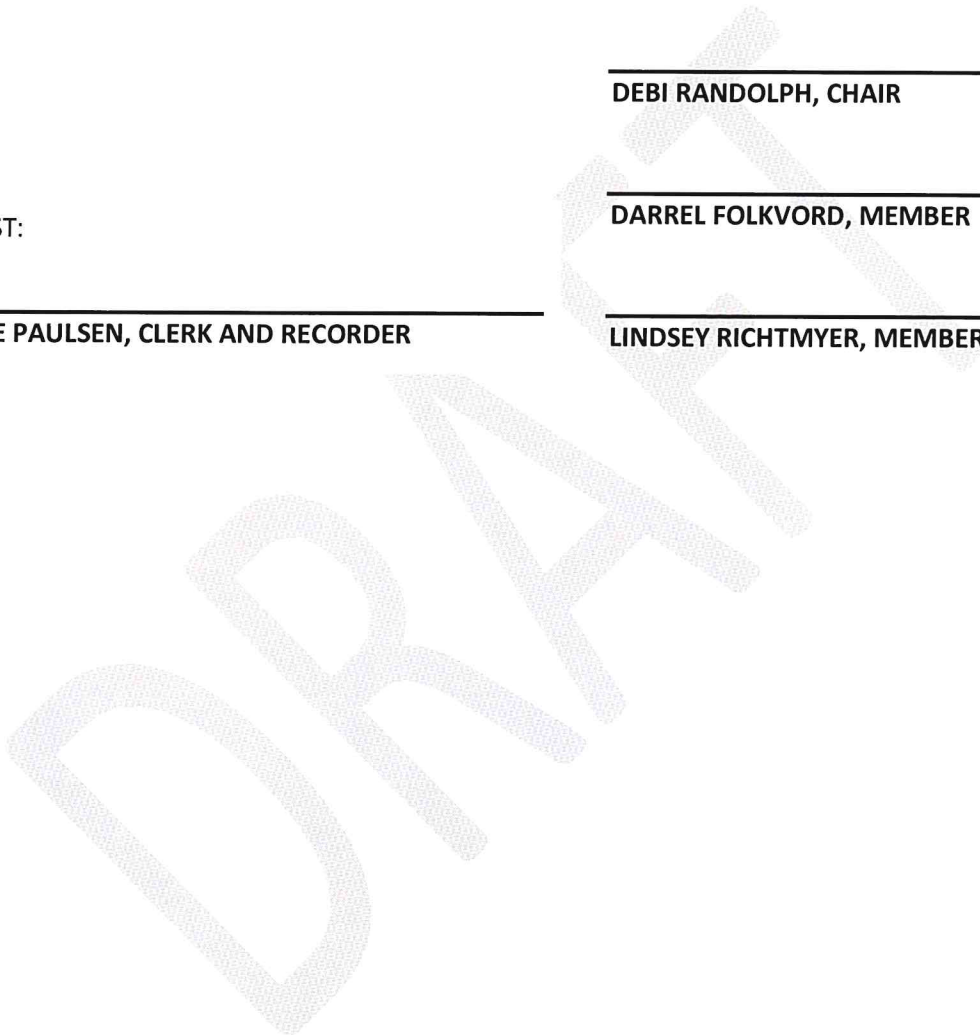 DEBI RANDOLPH, CHAIR
DARREL FOLKVORD, MEMBER
ST:
E PAULSEN, CLERK AND RECORDER
LINDSEY RICHTMYER, MEMBER
DRAFT